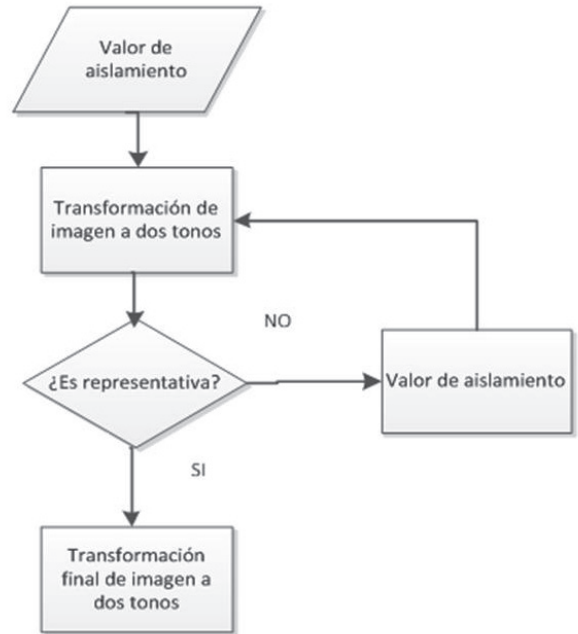 Valor de
aislamiento
Transformación de
imagen a dos tonos
NO
¿Es representativa?
Valor de aislamiento
SI
Transformación
final de imagen a
dos tonos